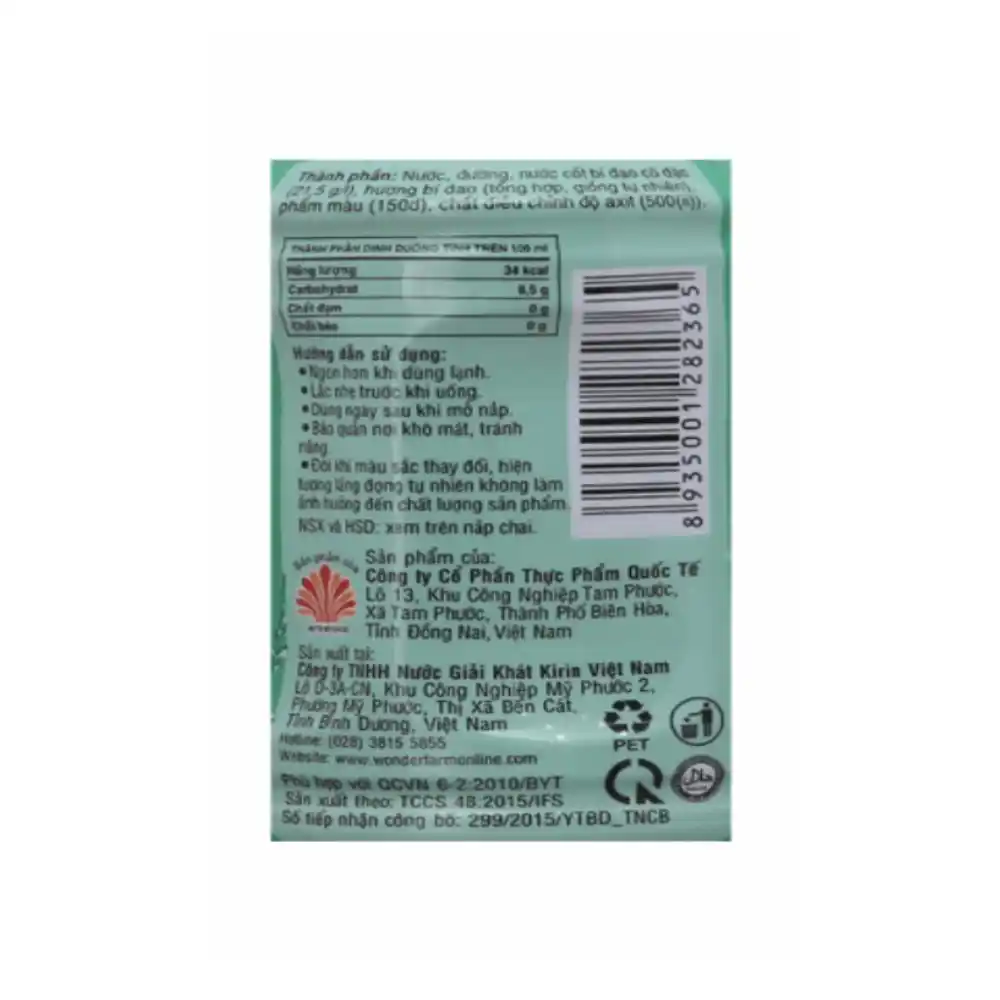 Thành phần: Nước, đường, nước cốt bí đao cô đặc
(21,5 g/l), hương bí đao (tổng hợp, giống tự nhiên),
phẩm màu (150d), chất điều chỉnh độ axit (500(ii)).
THÀNH PHẦN DINH DƯỠNG TÍNH TRÊN 100 ml
Năng lượng 34 kcal
Carbohydrat 8,5 g
Chất đạm 0 g
Chất béo 0 g
Hướng dẫn sử dụng:
•Ngon hơn khi dùng lạnh.
•Lắc nhẹ trước khi uống.
•Dùng ngay sau khi mở nắp.
•Bảo quản nơi khô mát, tránh
nắng.
•Đôi khi màu sắc thay đổi, hiện
tượng lắng đọng tự nhiên không làm
ảnh hưởng đến chất lượng sản phẩm.
NSX và HSD: xem trên nắp chai.
8 935001 282365
Sản phẩm của
Sản phẩm của:
Công ty Cổ Phần Thực Phẩm Quốc Tế
Lô 13, Khu Công Nghiệp Tam Phước,
Xã Tam Phước, Thành Phố Biên Hòa,
Tỉnh Đồng Nai, Việt Nam
Sản xuất tại:
Công ty TNHH Nước Giải Khát Kirin Việt Nam
Lô D-3A-CN, Khu Công Nghiệp Mỹ Phước 2,
Phường Mỹ Phước, Thị Xã Bến Cát,
Tỉnh Bình Dương, Việt Nam
Hotline: (028) 3815 5855
Website: www.wonderfarmonline.com
PET
Phù hợp với QCVN 6-2:2010/BYT
Sản xuất theo: TCCS 48:2015/IFS
Số tiếp nhận công bố: 299/2015/YTBD_TNCB